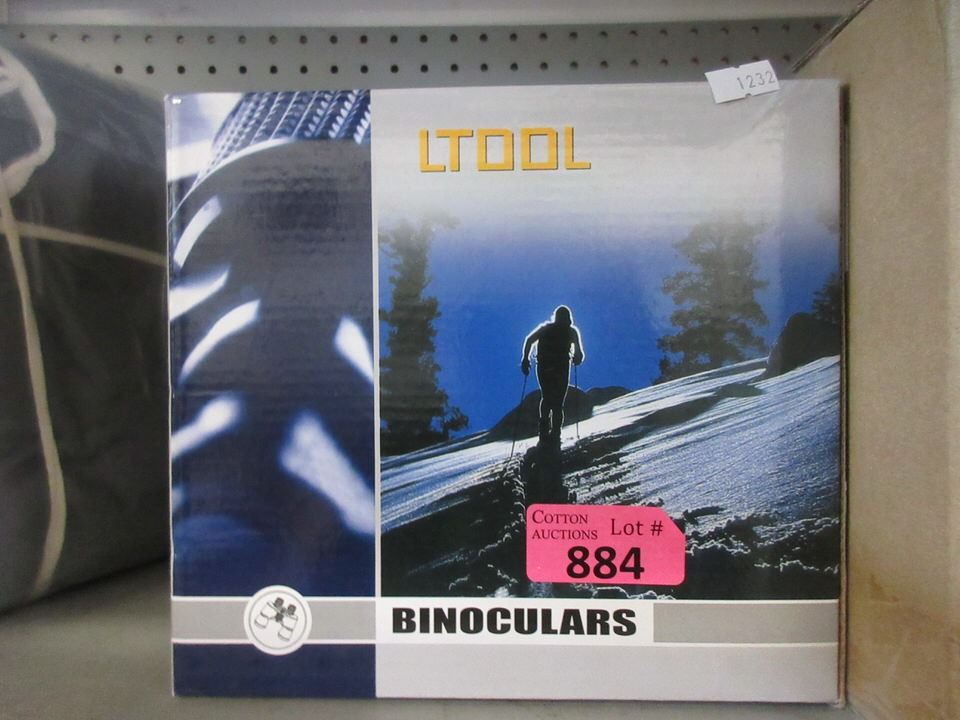 1232
LTOOL
COTTON
AUCTIONS Lot #
884
BINOCULARS